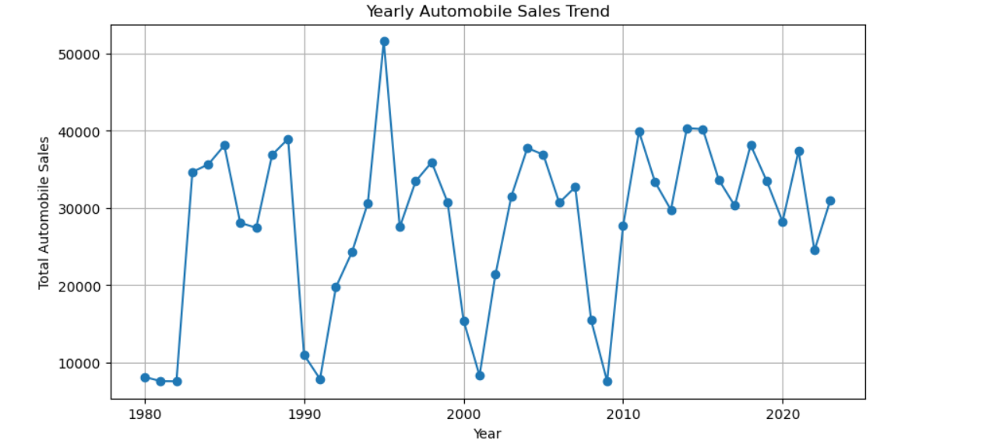 Yearly Automobile Sales Trend
50000
40000
30000
20000
10000
Total Automobile Sales
1980 1990 2000 2010 2020
Year